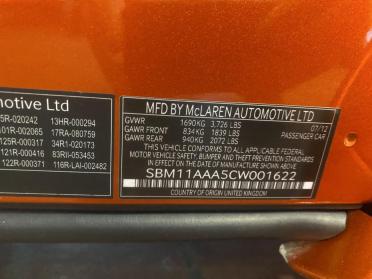 motive Ltd
5R-020242 13HR-000294
01R-002065 17RA-080759
125R-000317 34R1-020173
121R-000416 83RII-053453
122R-000371 116R-LAI-002482
MFD BY McLAREN AUTOMOTIVE LTD
GVWR 1690KG 3,726 LBS 07/12
GAWR FRONT 834KG 1839 LBS PASSENGER CAR
GAWR REAR 940KG 2072 LBS
THIS VEHICLE CONFORMS TO ALL APPLICABLE FEDERAL
MOTOR VEHICLE SAFETY, BUMPER, AND THEFT PREVENTION STANDARDS
IN EFFECT ON THE DATE OF MANUFACTURE SHOWN ABOVE
SBM11AAA5CW001622
COUNTRY OF ORIGIN UNITED KINGDOM